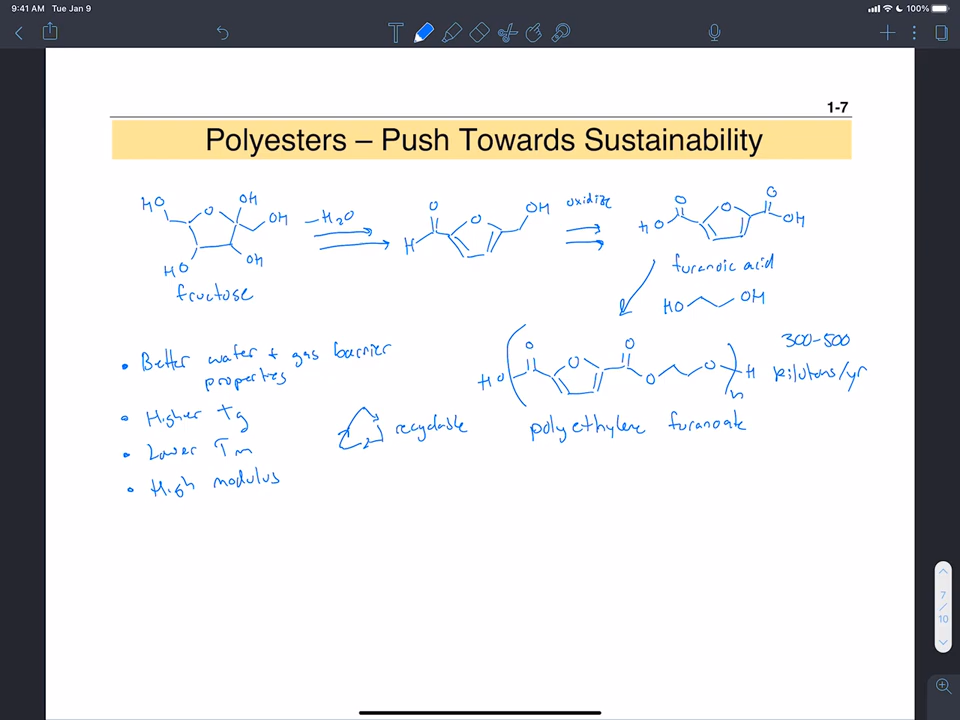 9:41 AM Tue Jan 9
100%
1-7
Polyesters – Push Towards Sustainability
HO
O
OH
OH
OH
HO
fructose
-H2O
O
H
O
OH
oxidize
O
HO
O
O
OH
furanoic acid
HO
OH
• Better water + gas barrier
properties
• Higher Tg
• Lower Tm
• High modulus
recyclable
HO
O
O
O
O
O
H
n
polyethylene furanoate
300-500
kilotons/yr
7
/
10